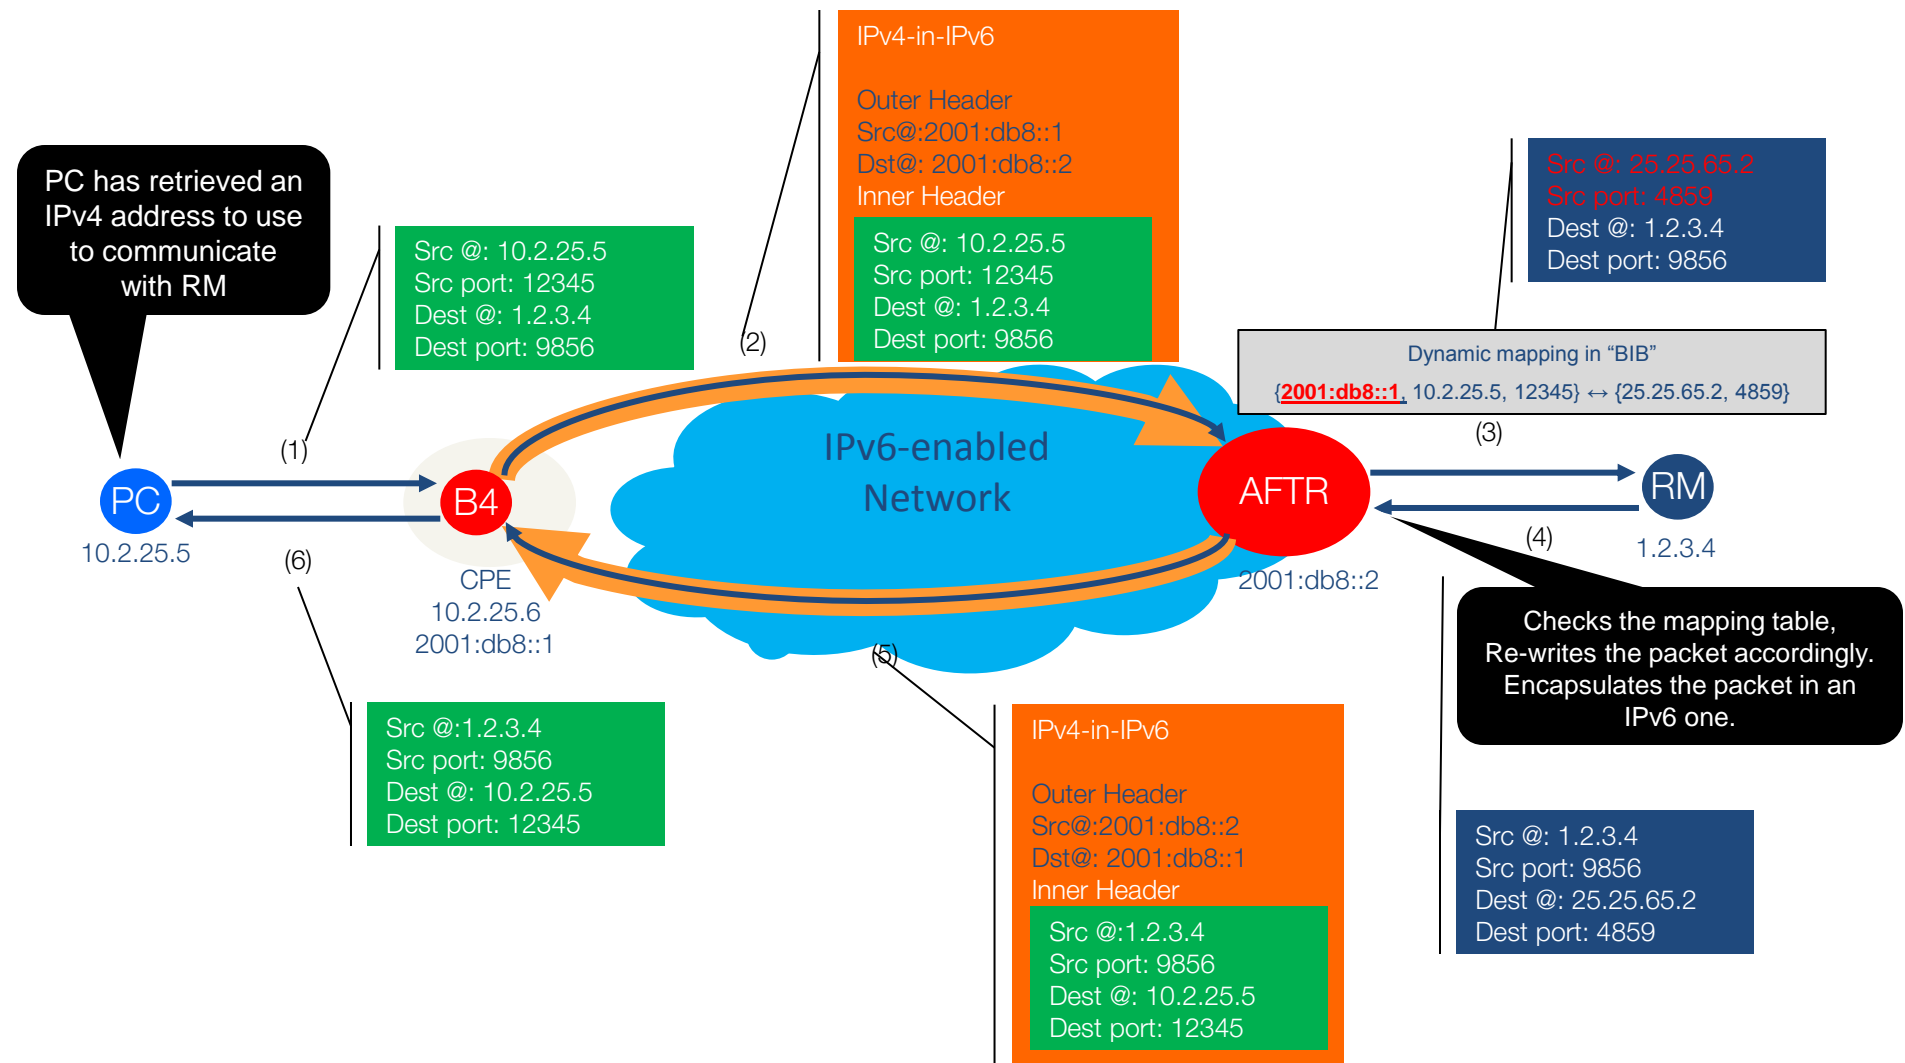 IPv4-in-IPv6
Outer Header
Src@:2001:db8::1
Dst@: 2001:db8::2
Inner Header
Src @: 10.2.25.5
Src port: 12345
Dest @: 1.2.3.4
Dest port: 9856
PC has retrieved an
IPv4 address to use
to communicate
with RM
Src @: 10.2.25.5
Src port: 12345
Dest @: 1.2.3.4
Dest port: 9856
Src @: 25.25.65.2
Src port: 4859
Dest @: 1.2.3.4
Dest port: 9856
(2)
Dynamic mapping in “BIB”
{2001:db8::1, 10.2.25.5, 12345} ↔ {25.25.65.2, 4859}
(1)
(3)
IPv6-enabled
Network
PC
B4
AFTR
RM
10.2.25.5
(6)
CPE
10.2.25.6
2001:db8::1
2001:db8::2
(4)
1.2.3.4
(5)
Checks the mapping table,
Re-writes the packet accordingly.
Encapsulates the packet in an
IPv6 one.
Src @:1.2.3.4
Src port: 9856
Dest @: 10.2.25.5
Dest port: 12345
IPv4-in-IPv6
Outer Header
Src@:2001:db8::2
Dst@: 2001:db8::1
Inner Header
Src @:1.2.3.4
Src port: 9856
Dest @: 10.2.25.5
Dest port: 12345
Src @: 1.2.3.4
Src port: 9856
Dest @: 25.25.65.2
Dest port: 4859